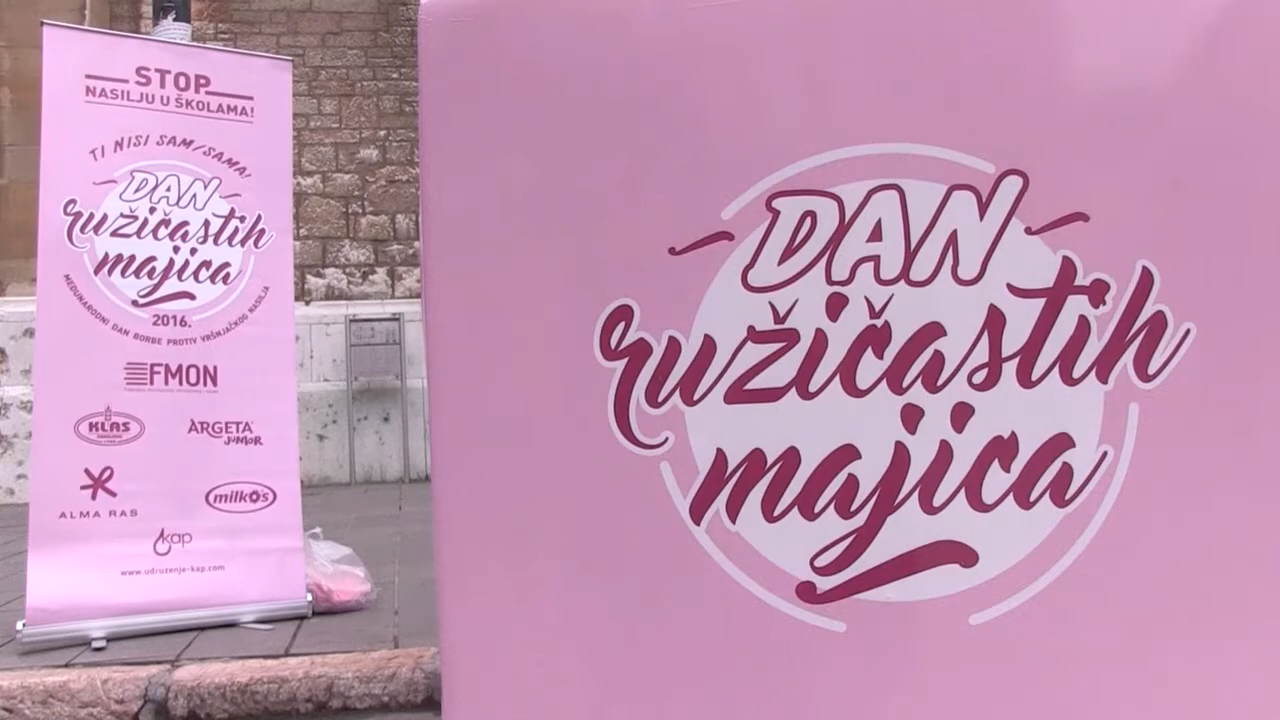 STOP
NASILJU U ŠKOLAMA!
TI NISI SAM/SAMA!
DAN
ružičastih
majica
MEĐUNARODNI DAN BORBE PROTIV VRŠNJAČKOG NASILJA
2016.
FMON
KLAS
ARGETA
JUNIOR
ALMA RAS
milkos
kap
www.udruzenje-kap.com
DAN
ružičastih
majica